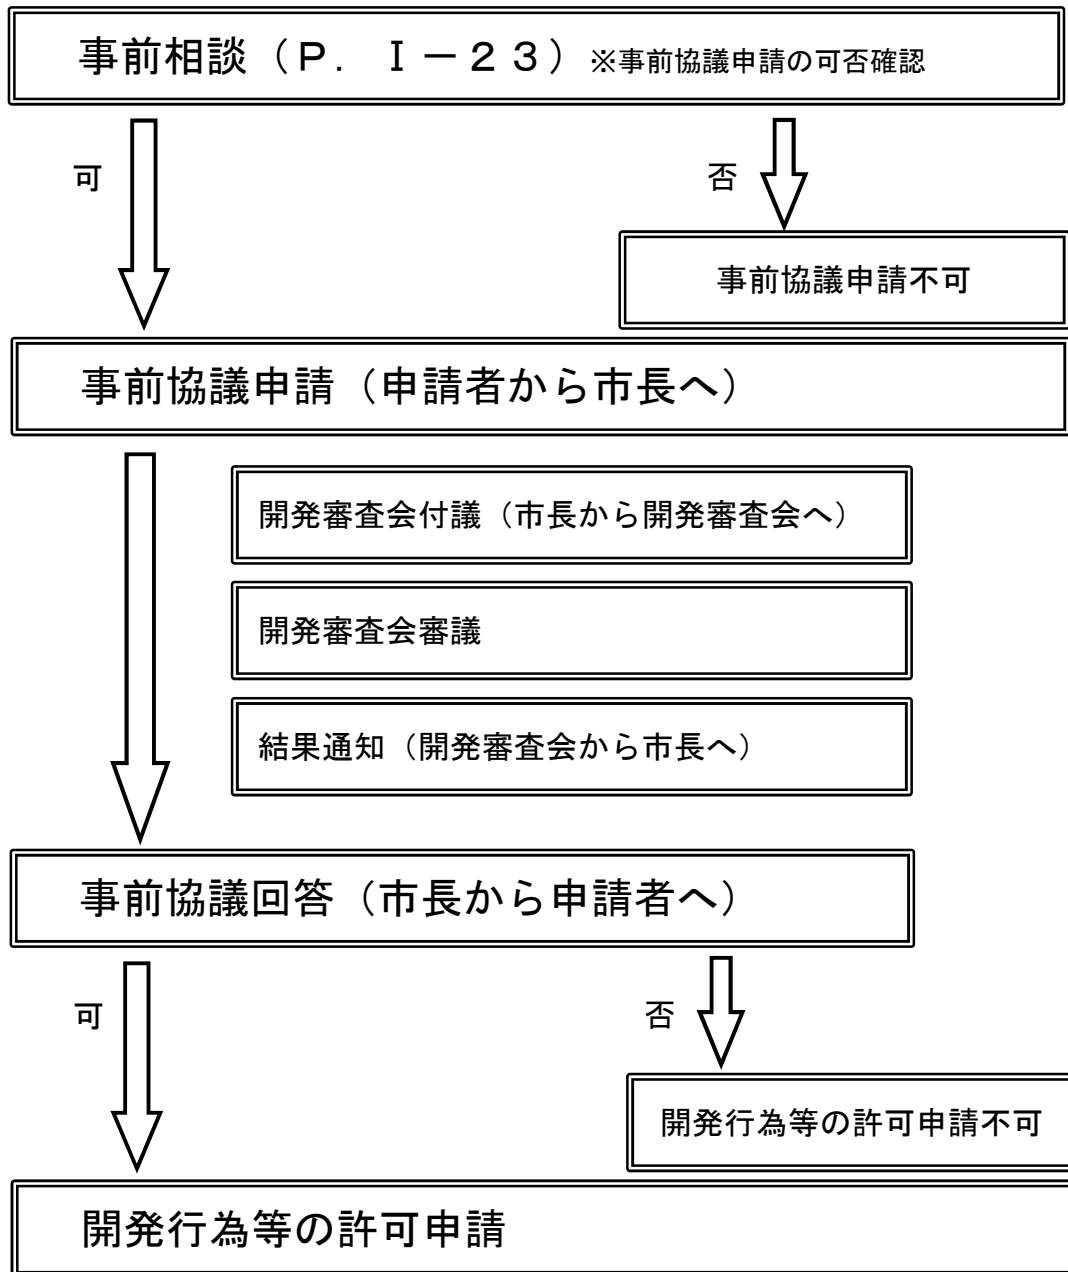 事前相談（Ｐ．Ⅰ－２３）※事前協議申請の可否確認
可
否
事前協議申請不可
事前協議申請（申請者から市長へ）
開発審査会付議（市長から開発審査会へ）
開発審査会審議
結果通知（開発審査会から市長へ）
事前協議回答（市長から申請者へ）
可
否
開発行為等の許可申請不可
開発行為等の許可申請